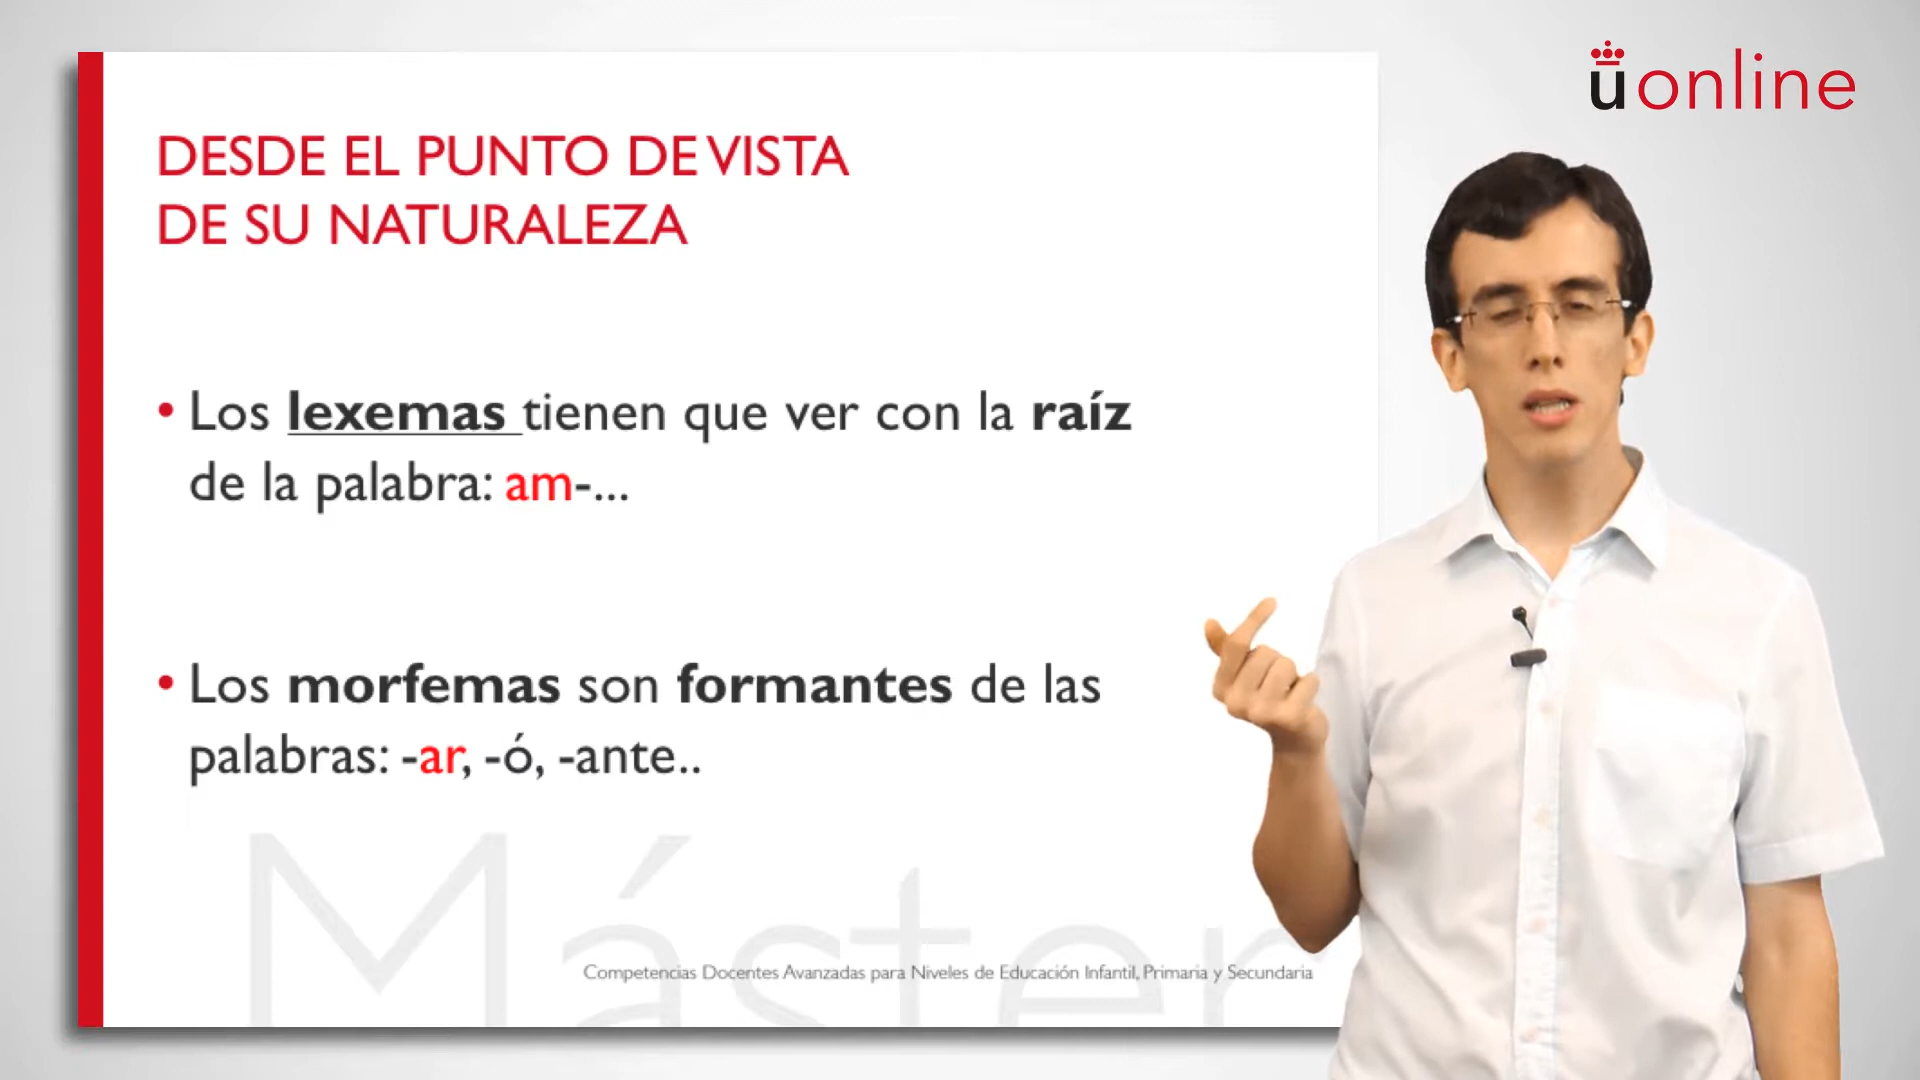 üonline
DESDE EL PUNTO DE VISTA
DE SU NATURALEZA
• Los lexemas tienen que ver con la raíz
de la palabra: am-...
• Los morfemas son formantes de las
palabras: -ar, -ó, -ante..
Máster
Competencias Docentes Avanzadas para Niveles de Educación Infantil, Primaria y Secundaria